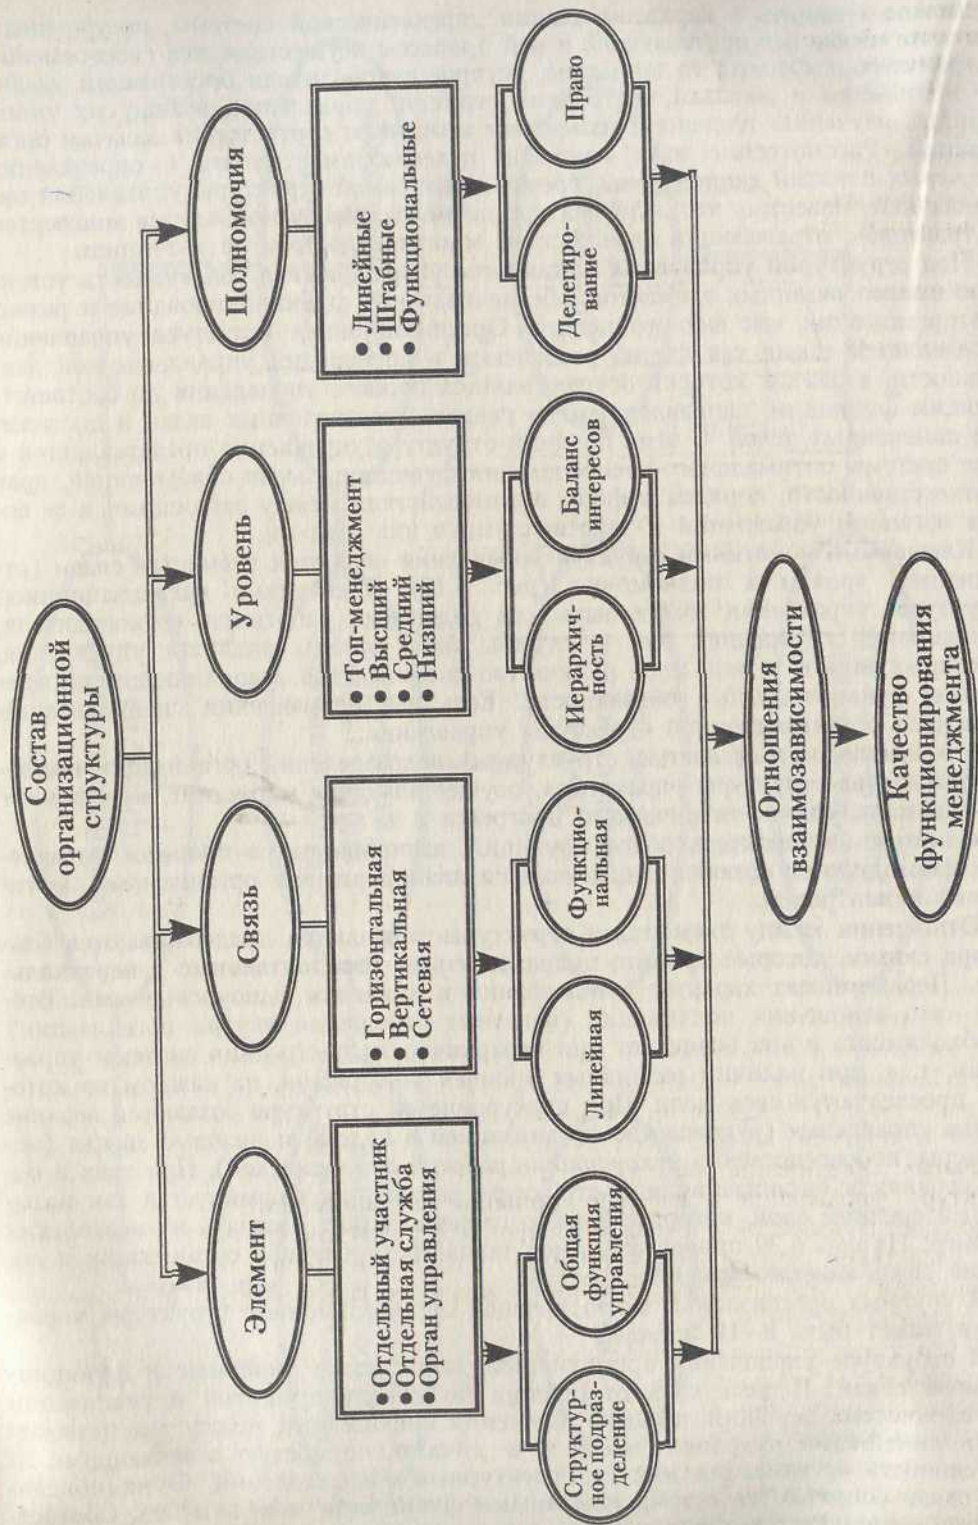 Состав
организационной
структуры
Элемент
Связь
Уровень
Полномочия
• Отдельный участник
• Отдельная служба
• Орган управления
• Горизонтальная
• Вертикальная
• Сетевая
• Топ-менеджмент
• Высший
• Средний
• Низший
• Линейные
• Штабные
• Функциональные
Структур-
ное подраз-
деление
Общая
функция
управления
Линейная
Функцио-
нальная
Иерархич-
ность
Баланс
интересов
Делегиро-
вание
Право
Отношения
взаимозависимости
Качество
функционирования
менеджмента